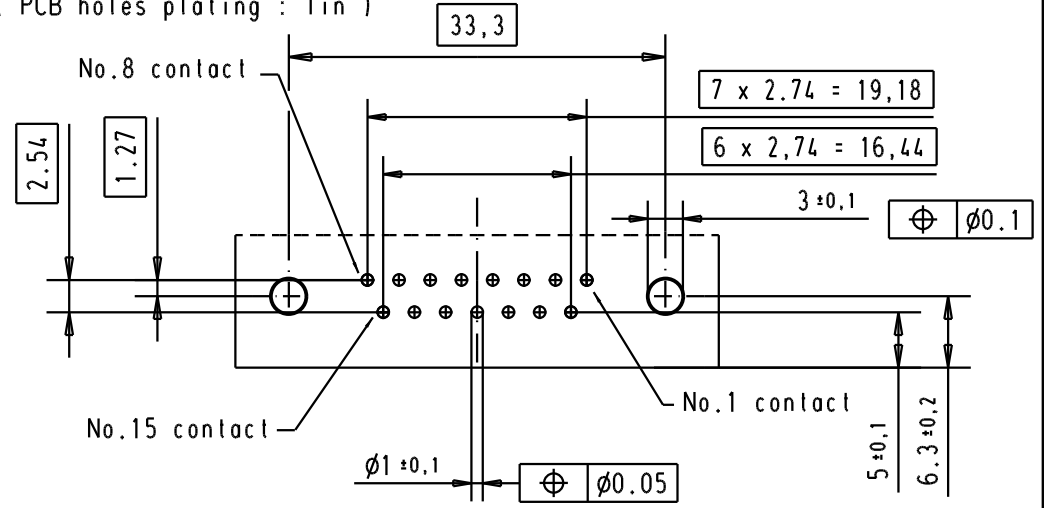 PCB holes plating : Tin )
33,3
No.8 contact
7 x 2.74 = 19,18
2.54
1.27
6 x 2,74 = 16,44
3 ±0,1
⌖ ø0.1
No.1 contact
No.15 contact
5 ±0,1
6.3 ±0,2
ø1 ±0,1
⌖ ø0.05